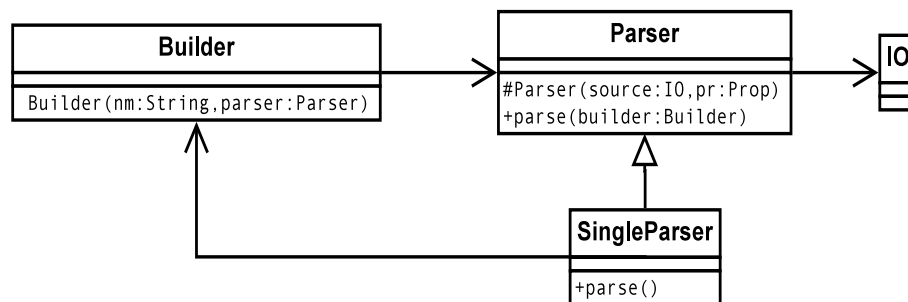 Builder
Builder(nm:String,parser:Parser)
Parser
#Parser(source:IO,pr:Prop)
+parse(builder:Builder)
IO
SingleParser
+parse()